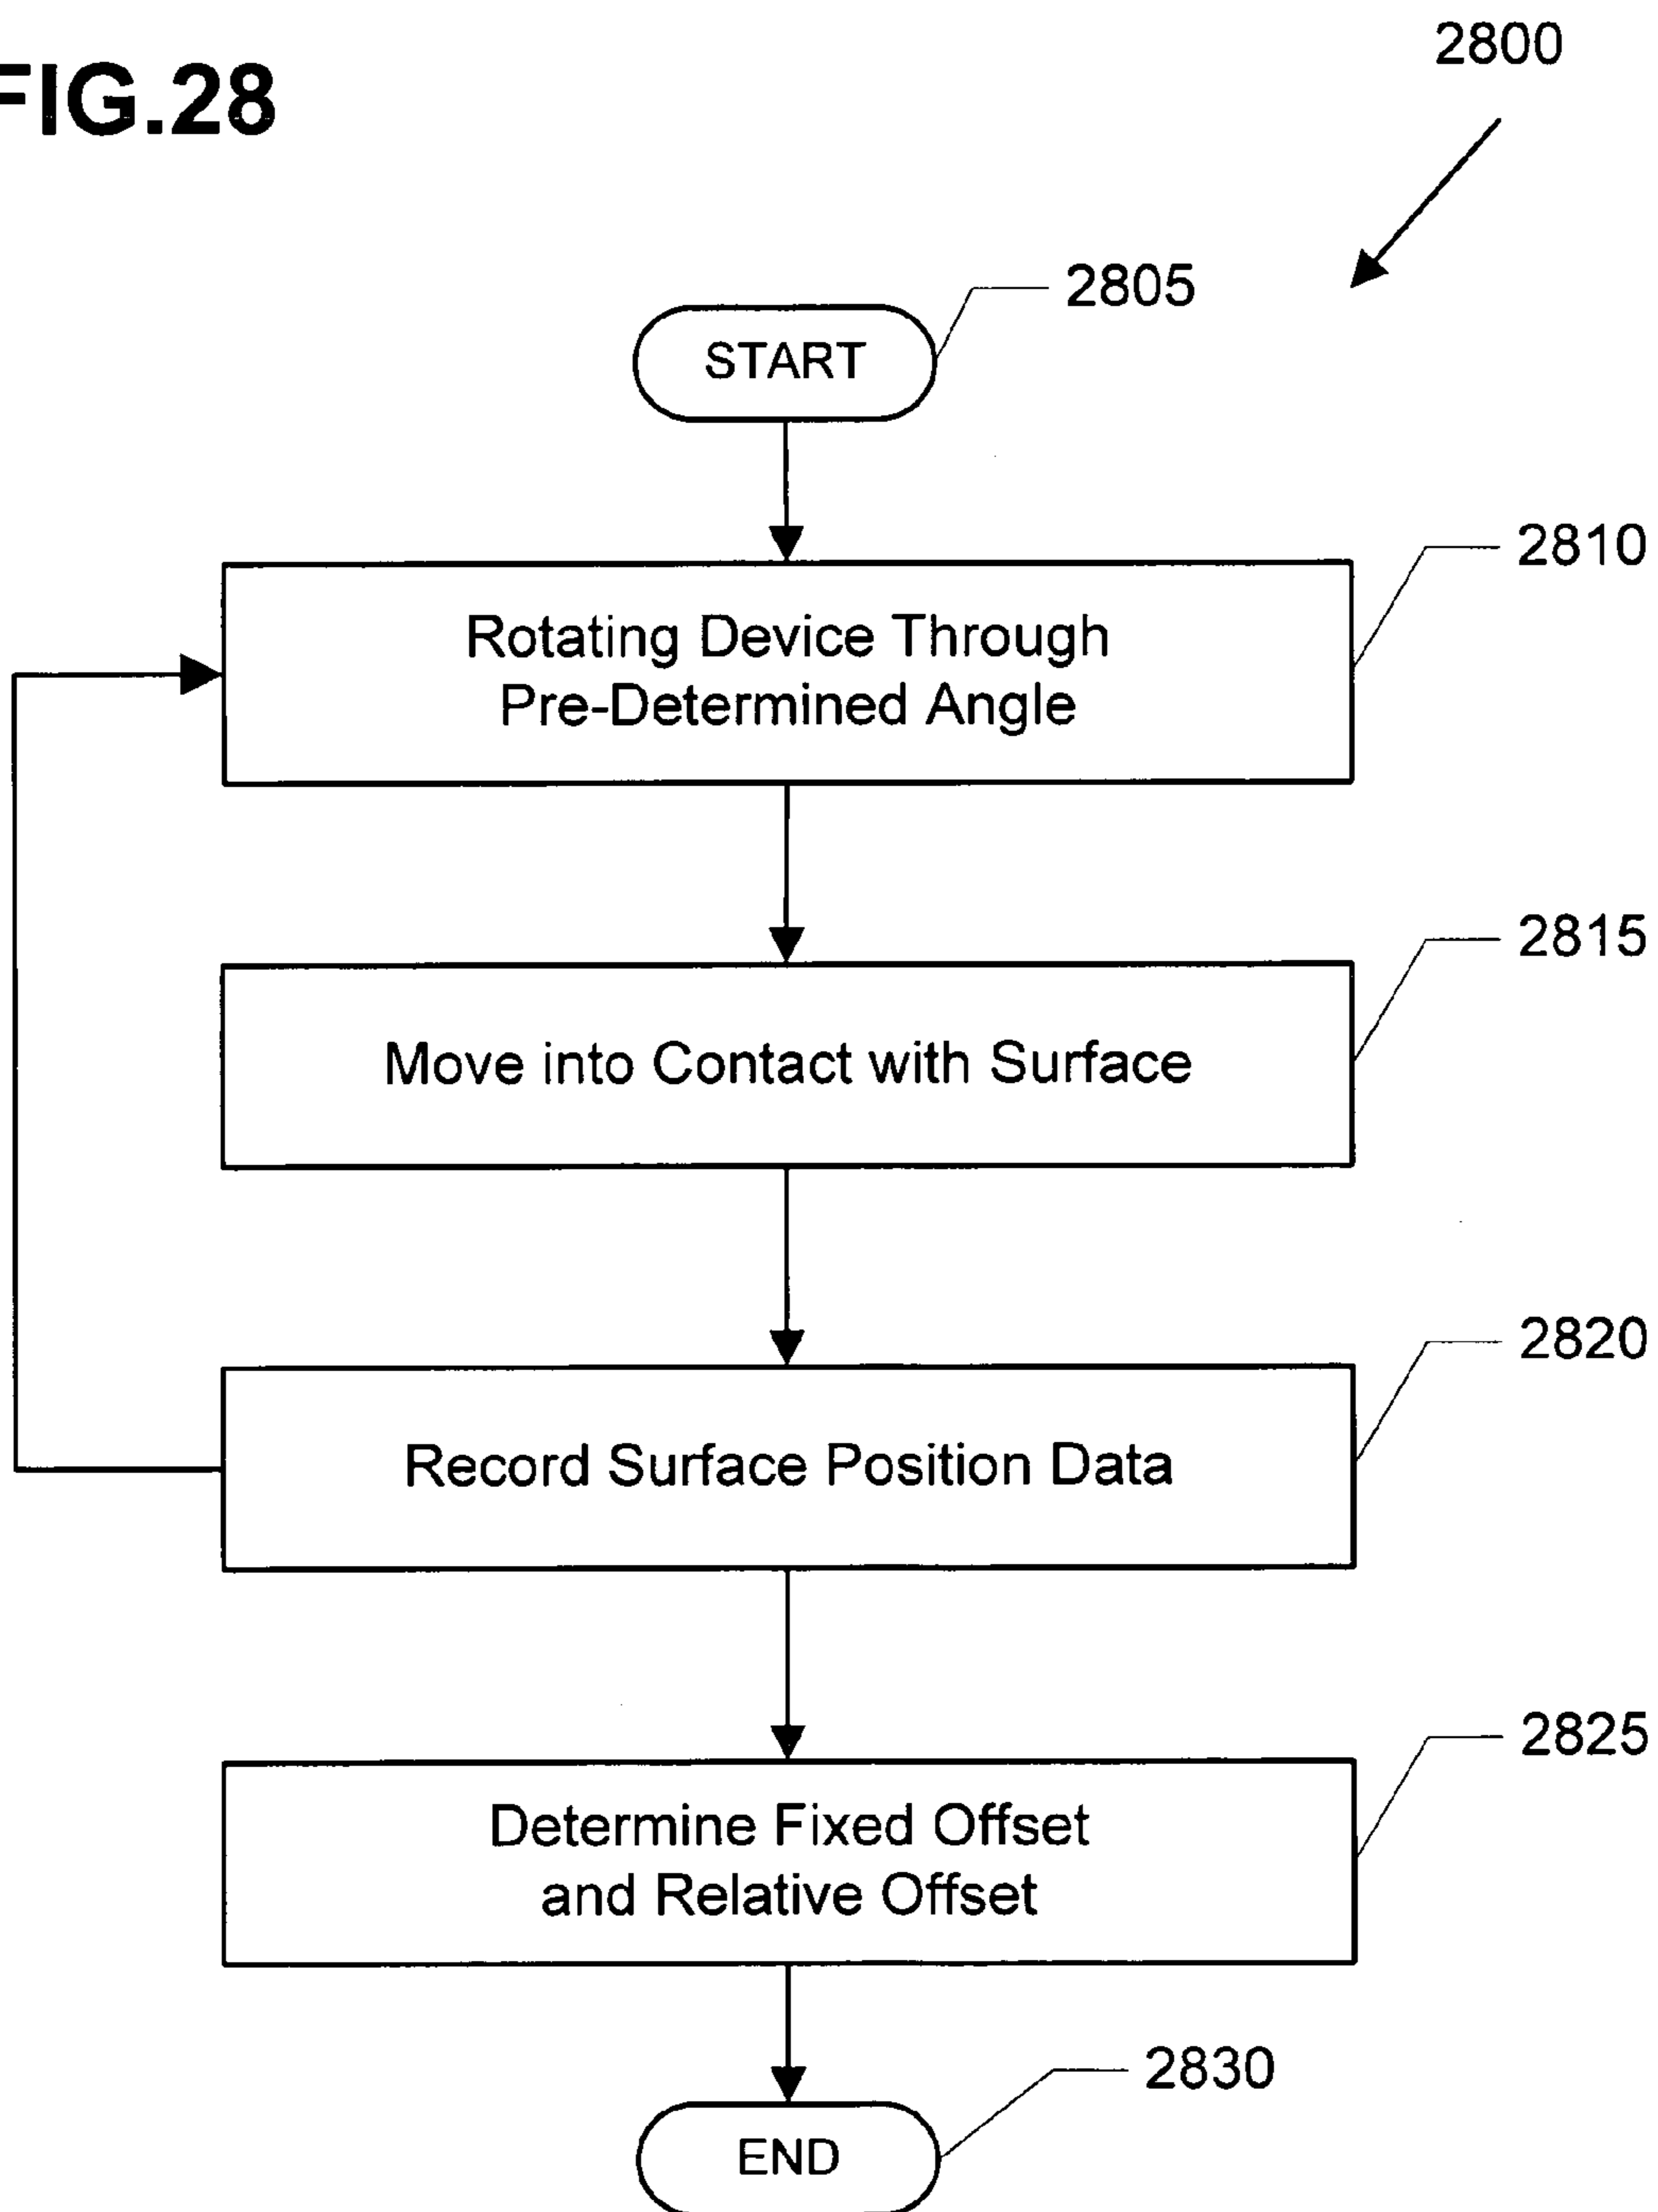 FIG.28
2800
2805
START
2810
Rotating Device Through
Pre-Determined Angle
2815
Move into Contact with Surface
2820
Record Surface Position Data
2825
Determine Fixed Offset
and Relative Offset
2830
END